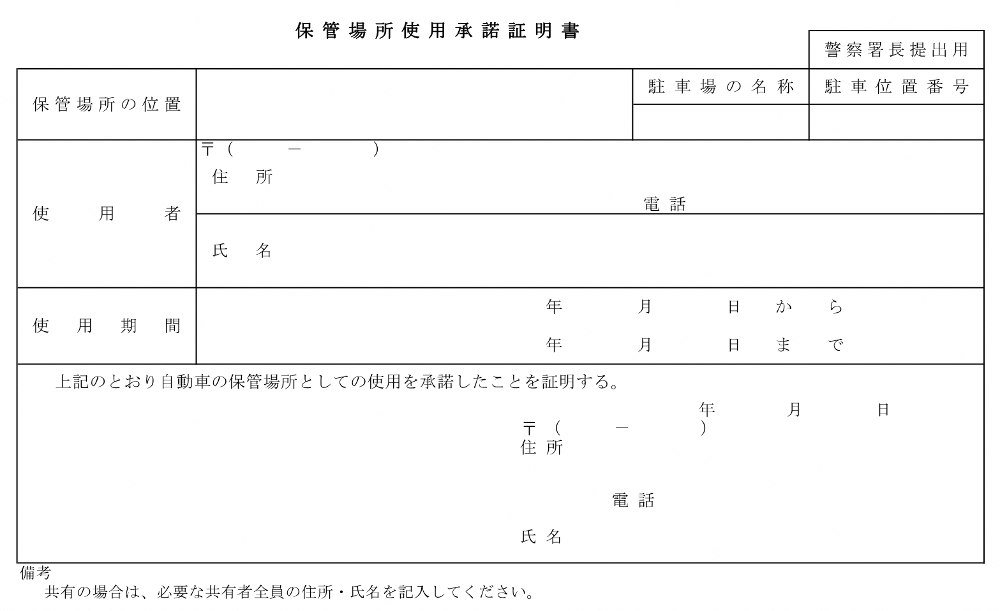 保管場所使用承諾証明書
警察署長提出用
保管場所の位置
駐車場の名称
駐車位置番号
使用者
〒（　　－　　）
住所
電話
氏名
使用期間
年　月　日から
年　月　日まで
上記のとおり自動車の保管場所としての使用を承諾したことを証明する。
年　月　日
〒（　　－　　）
住所
電話
氏名
備考
共有の場合は、必要な共有者全員の住所・氏名を記入してください。